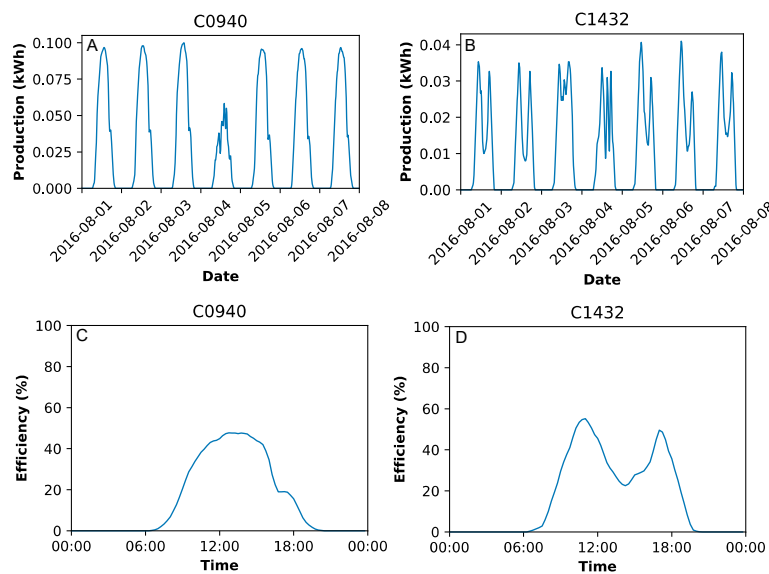 C0940
A
Production (kWh)
0.100
0.075
0.050
0.025
0.000
2016-08-01
2016-08-02
2016-08-03
2016-08-04
2016-08-05
2016-08-06
2016-08-07
2016-08-08
Date
C1432
B
Production (kWh)
0.04
0.03
0.02
0.01
0.00
2016-08-01
2016-08-02
2016-08-03
2016-08-04
2016-08-05
2016-08-06
2016-08-07
2016-08-08
Date
C0940
C
Efficiency (%)
100
80
60
40
20
0
00:00 06:00 12:00 18:00 00:00
Time
C1432
D
Efficiency (%)
100
80
60
40
20
0
00:00 06:00 12:00 18:00 00:00
Time